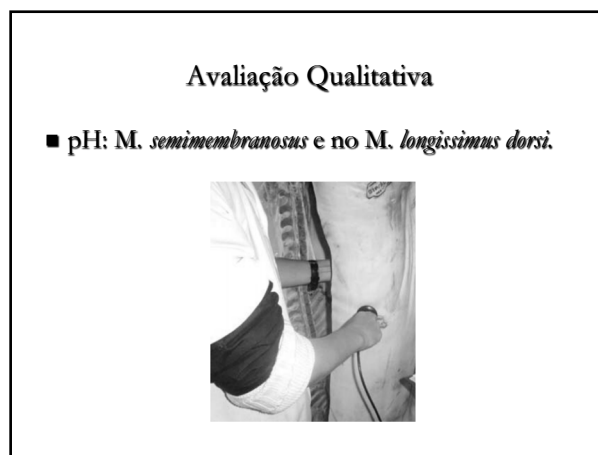 Avaliação Qualitativa
■ pH: M. semimembranosus e no M. longissimus dorsi.